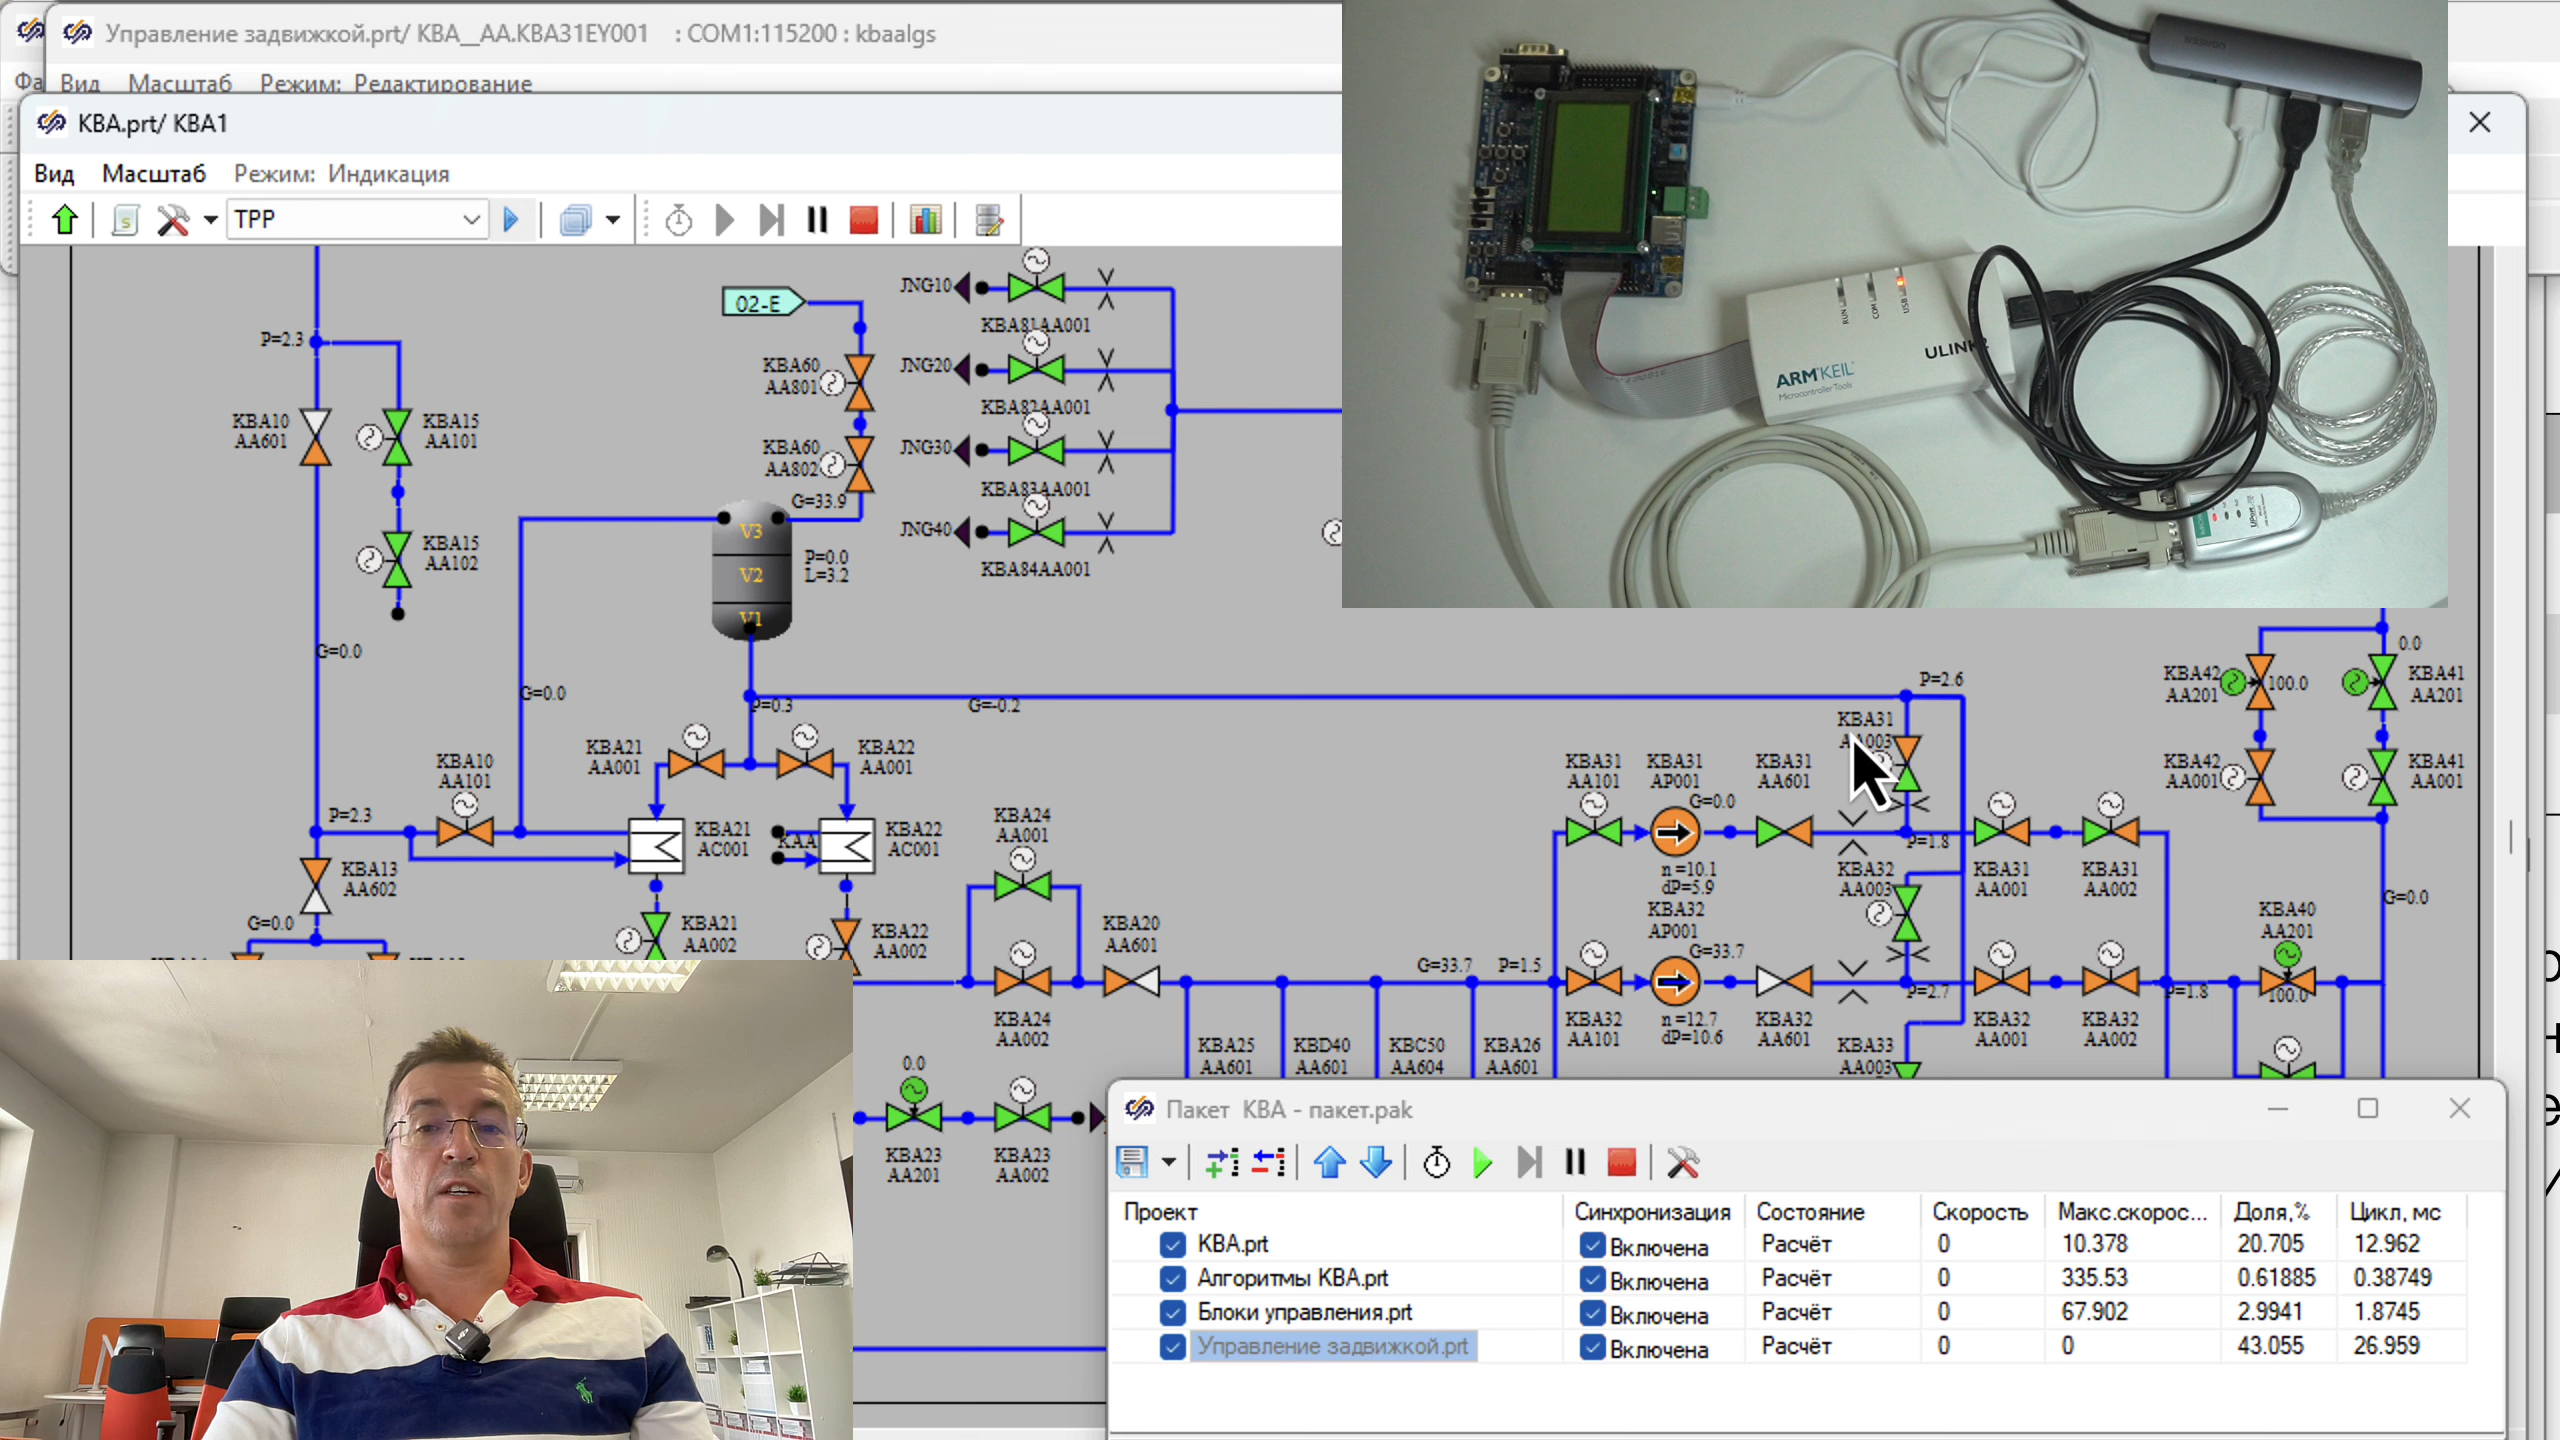 Управление задвижкой.prt/ KBA__AA.KBA31EY001 : COM1:115200 : kbaalgs
Фа
Вид Масштаб Режим: Редактирование
KBA.prt/ KBA1
Вид Масштаб Режим: Индикация
TPP
02-E
JNG10
KBA81AA001
JNG20
KBA82AA001
JNG30
KBA83AA001
JNG40
KBA84AA001
P=2.3
KBA10
AA601
KBA15
AA101
KBA15
AA102
KBA60
AA801
KBA60
AA802
G=33.9
V3
V2
V1
P=0.0
L=3.2
G=0.0
G=0.0
P=0.3
G=-0.2
P=2.6
RUN
COM
USB
ARM KEIL
Microcontroller Tools
ULINK2
UPort
KBA42
AA201
100.0
0.0
KBA41
AA201
KBA42
AA001
KBA41
AA001
KBA21
AA001
KBA22
AA001
KBA10
AA101
P=2.3
KBA21
AC001
KAA
KBA22
AC001
KBA24
AA001
KBA31
AA101
KBA31
AP001
G=0.0
KBA31
AA601
KBA31
AA003
P=1.8
n =10.1
dP=5.9
KBA32
AA003
KBA31
AA001
KBA31
AA002
G=0.0
KBA13
AA602
G=0.0
KBA21
AA002
KBA22
AA002
KBA20
AA601
KBA32
AP001
G=33.7
KBA40
AA201
G=33.7
P=1.5
P=2.7
P=1.8
100.0
KBA24
AA002
KBA32
AA101
n =12.7
dP=10.6
KBA32
AA601
KBA33
AA003
KBA32
AA001
KBA32
AA002
KBA25
AA601
KBD40
AA601
KBC50
AA604
KBA26
AA601
0.0
KBA23
AA201
KBA23
AA002
Пакет KBA - пакет.pak
Проект Синхронизация Состояние Скорость Макс.скорос... Доля,% Цикл, мс
KBA.prt Включена Расчёт 0 10.378 20.705 12.962
Алгоритмы KBA.prt Включена Расчёт 0 335.53 0.61885 0.38749
Блоки управления.prt Включена Расчёт 0 67.902 2.9941 1.8745
Управление задвижкой.prt Включена Расчёт 0 0 43.055 26.959